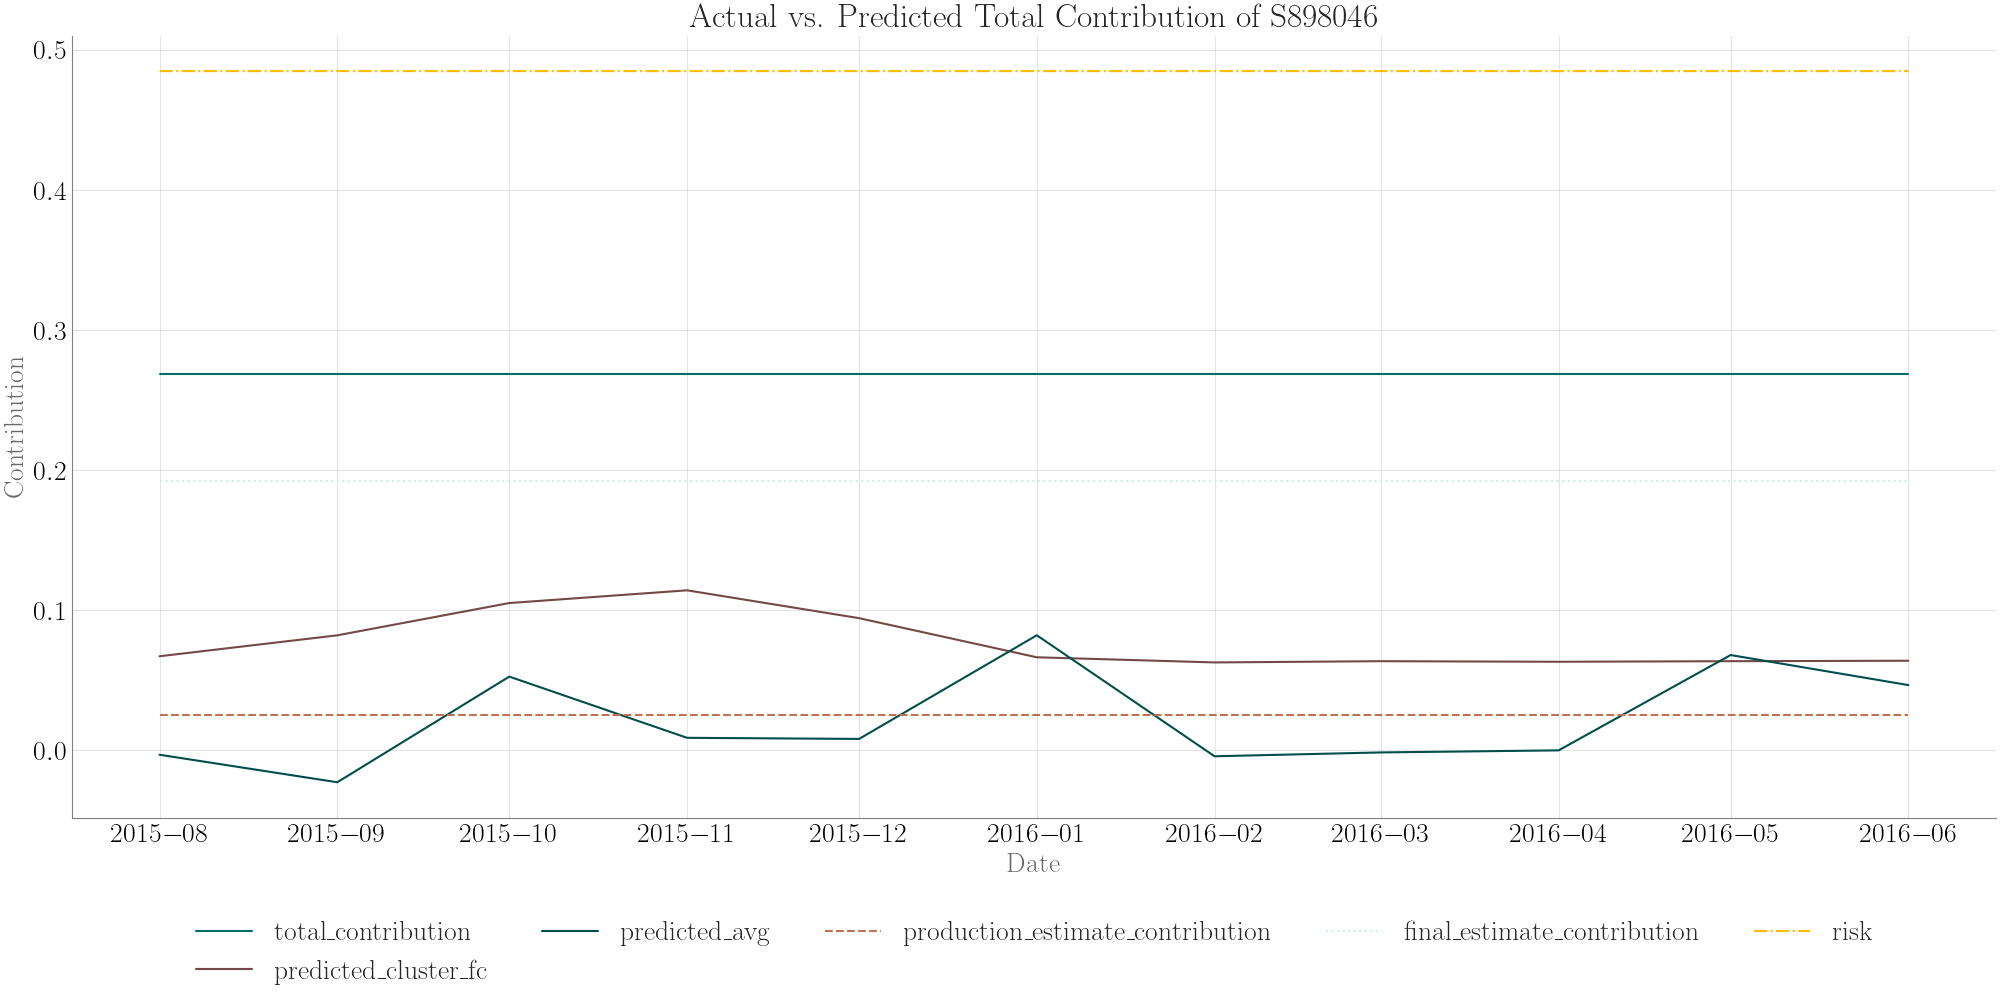 Actual vs. Predicted Total Contribution of S898046
0.5
0.4
0.3
0.2
0.1
0.0
Contribution
2015–08 2015–09 2015–10 2015–11 2015–12 2016–01 2016–02 2016–03 2016–04 2016–05 2016–06
Date
total_contribution predicted_avg production_estimate_contribution final_estimate_contribution risk
predicted_cluster_fc